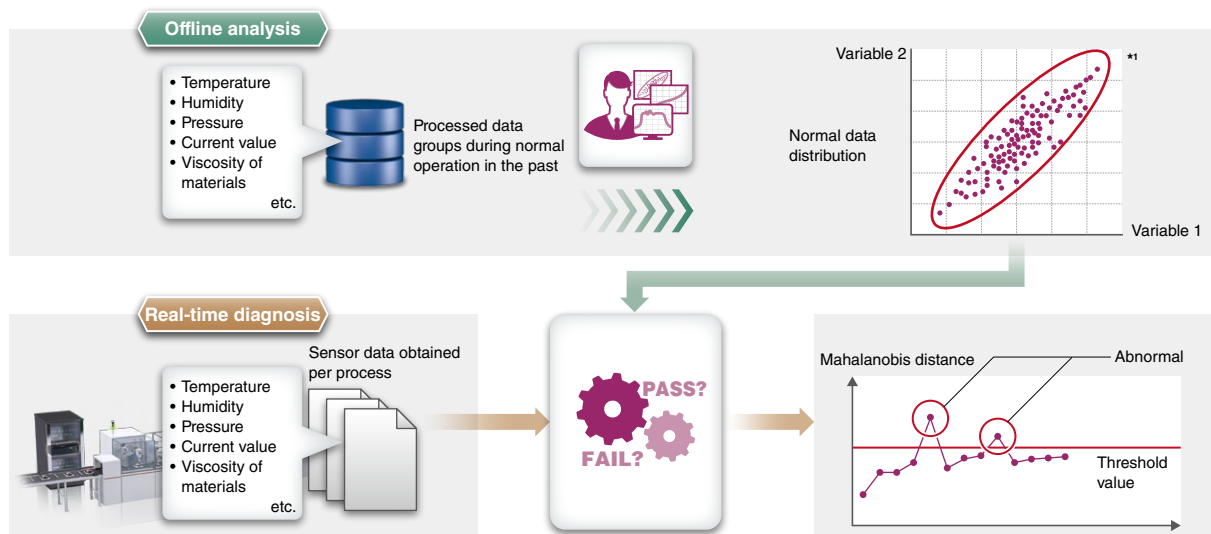 Offline analysis
• Temperature
• Humidity
• Pressure
• Current value
• Viscosity of
materials
etc.
Processed data
groups during normal
operation in the past
Normal data
distribution
Variable 2
★1
Variable 1
Real-time diagnosis
• Temperature
• Humidity
• Pressure
• Current value
• Viscosity of
materials
etc.
Sensor data obtained
per process
PASS?
FAIL?
Mahalanobis distance
Abnormal
Threshold
value